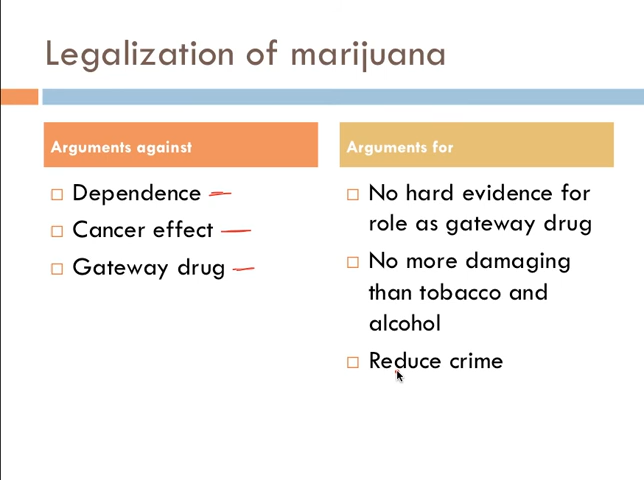 Legalization of marijuana
Arguments against
Dependence
Cancer effect
Gateway drug
Arguments for
No hard evidence for
role as gateway drug
No more damaging
than tobacco and
alcohol
Reduce crime